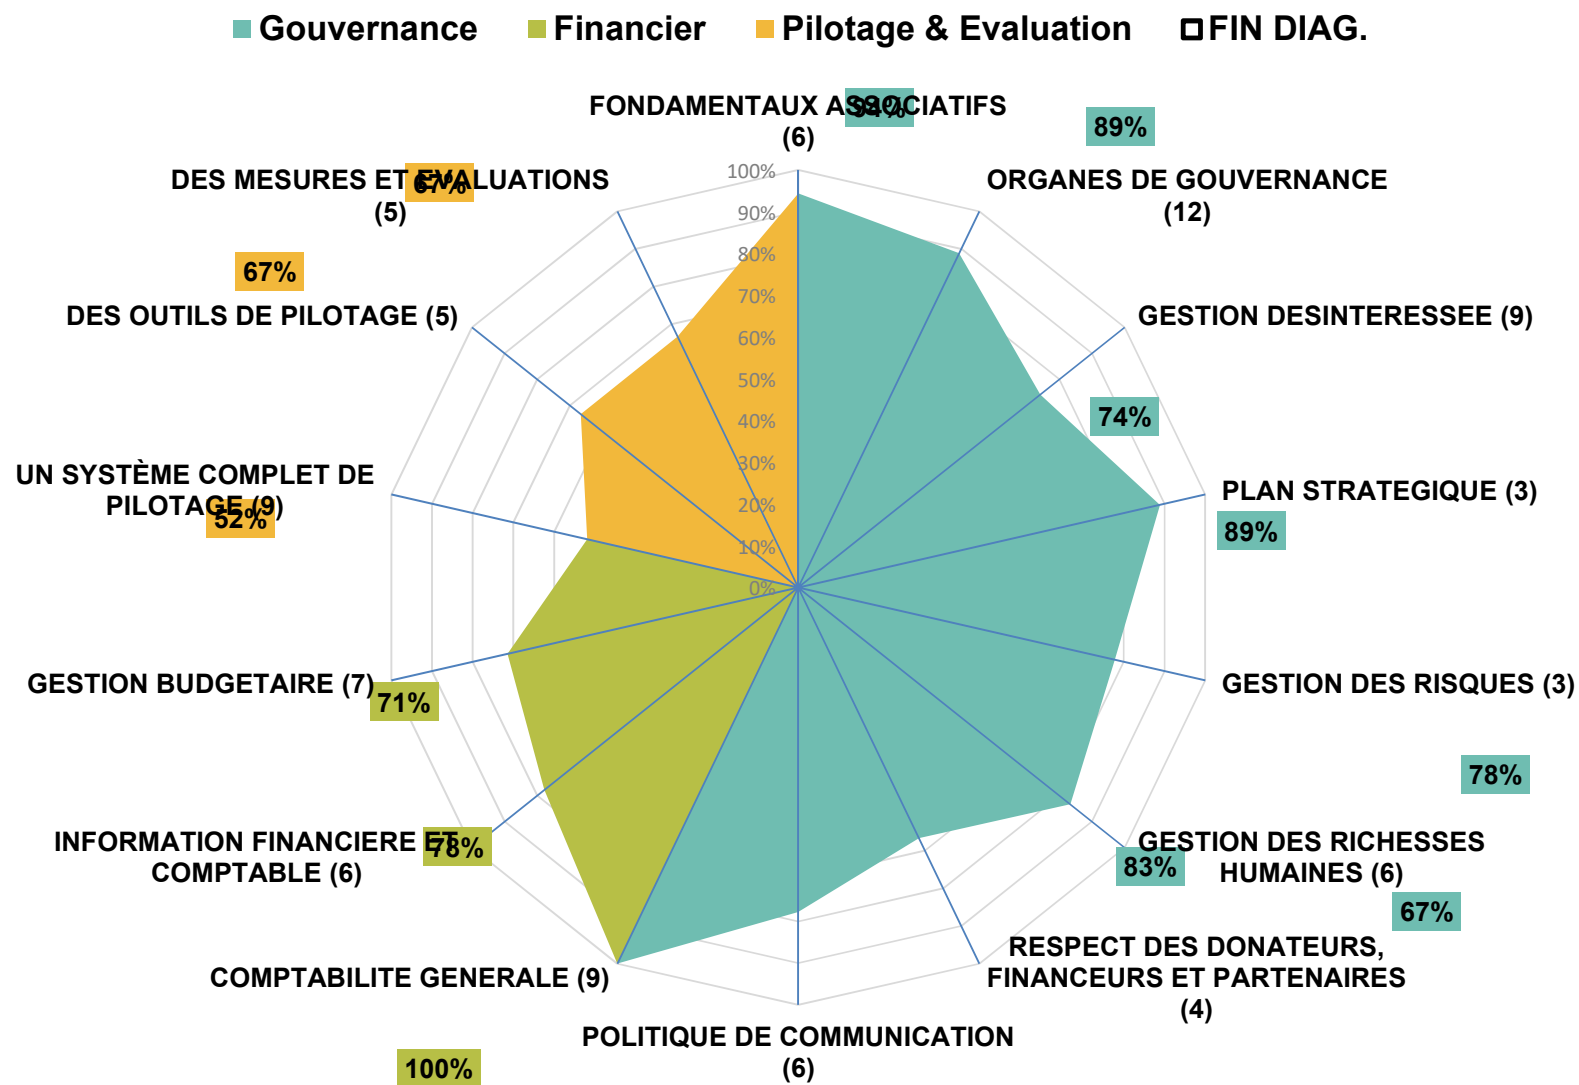 Gouvernance Financier Pilotage & Evaluation FIN DIAG.
FONDAMENTAUX ASSOCIATIFS
(6)
94%
89%
DES MESURES ET EVALUATIONS
(5)
67%
ORGANES DE GOUVERNANCE
(12)
100%
90%
80%
70%
60%
50%
40%
30%
20%
10%
0%
67%
DES OUTILS DE PILOTAGE (5)
GESTION DESINTERESSEE (9)
74%
UN SYSTÈME COMPLET DE
PILOTAGE (9)
52%
PLAN STRATEGIQUE (3)
89%
GESTION BUDGETAIRE (7)
71%
GESTION DES RISQUES (3)
78%
INFORMATION FINANCIERE ET
COMPTABLE (6)
78%
GESTION DES RICHESSES
HUMAINES (6)
83%
67%
COMPTABILITE GENERALE (9)
RESPECT DES DONATEURS,
FINANCEURS ET PARTENAIRES
(4)
POLITIQUE DE COMMUNICATION
(6)
100%